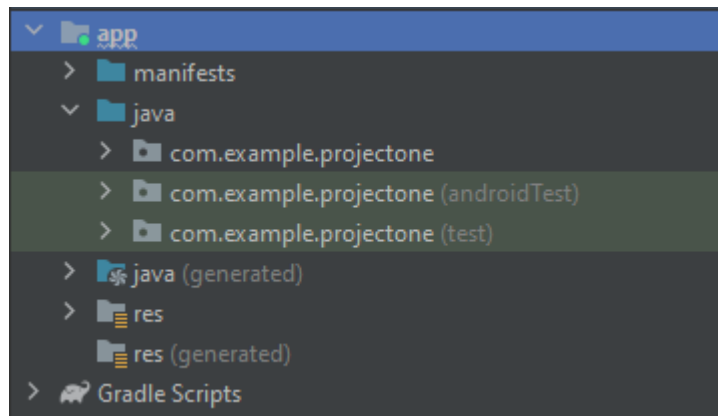 app
manifests
java
com.example.projectone
com.example.projectone (androidTest)
com.example.projectone (test)
java (generated)
res
res (generated)
Gradle Scripts